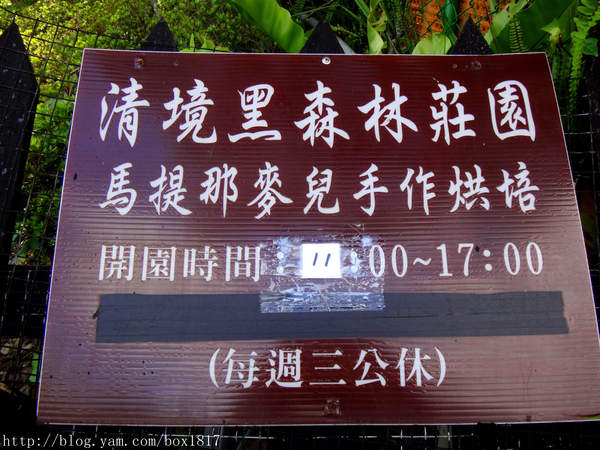 清境黑森林莊園
馬提那麥兒手作烘培
開園時間：11:00~17:00
(每週三公休)
http://blog.yam.com/box1817